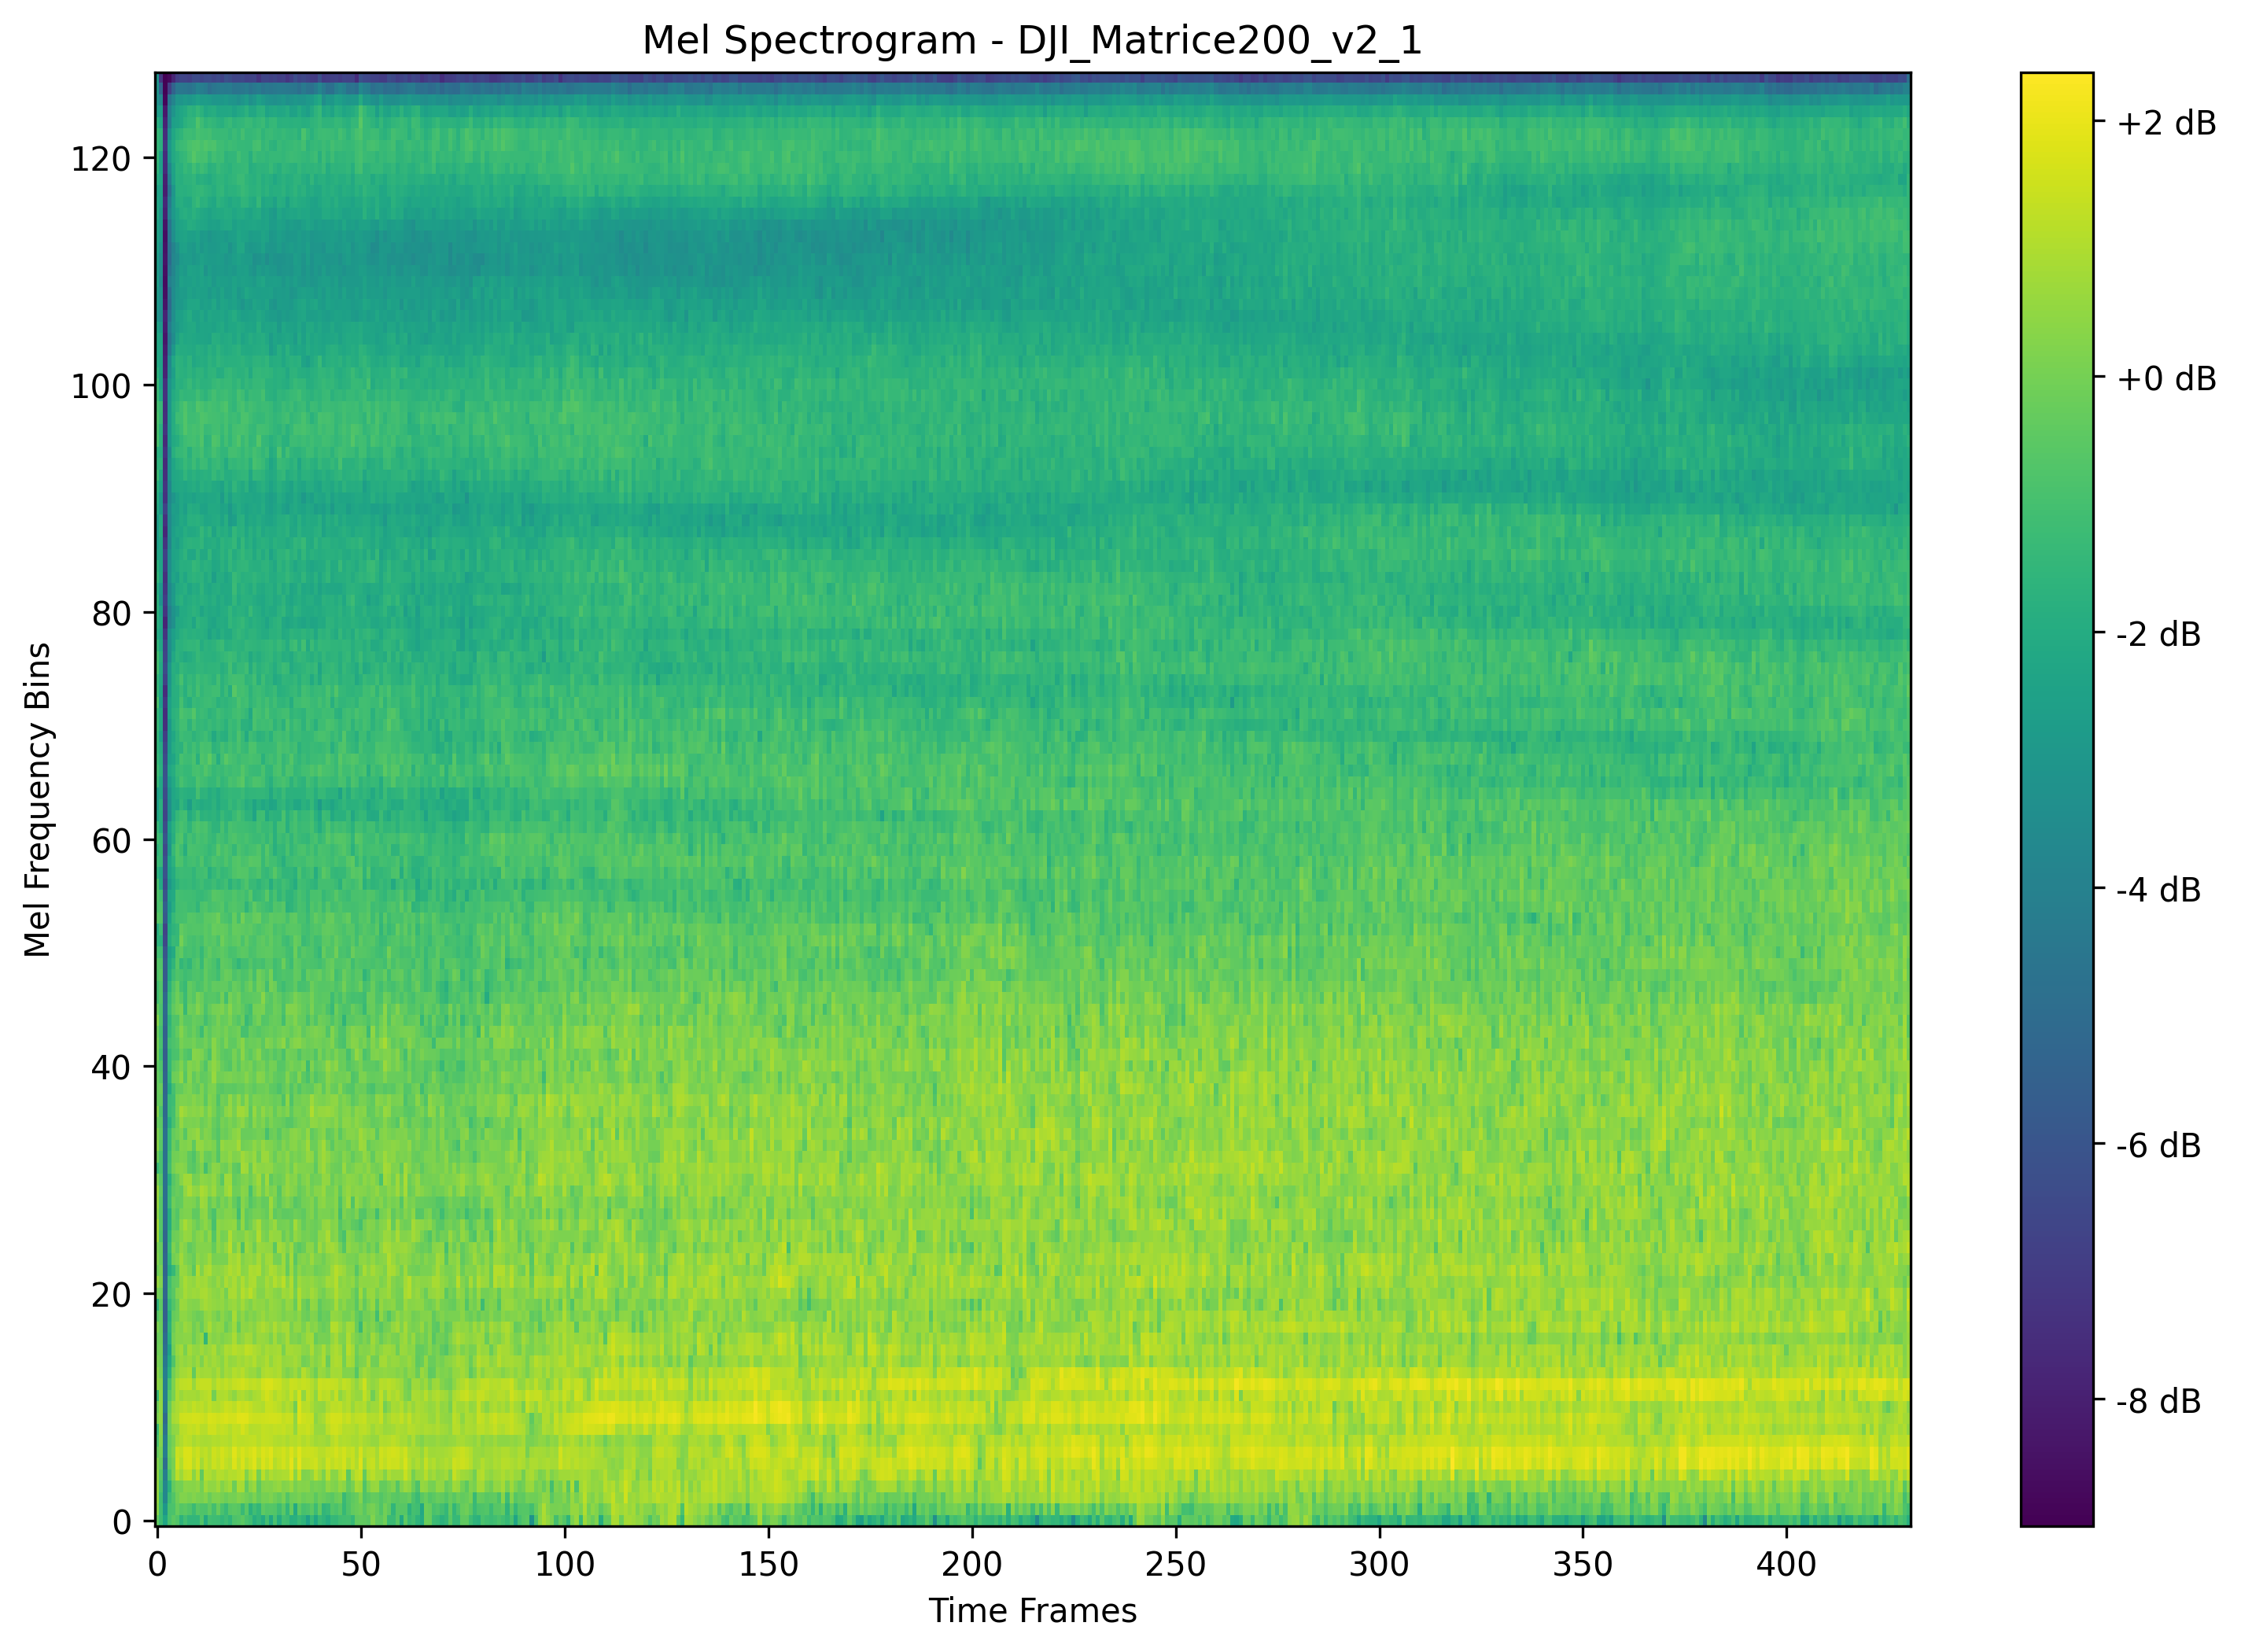 Mel Spectrogram - DJI_Matrice200_v2_1
Mel Frequency Bins
120
100
80
60
40
20
0
0 50 100 150 200 250 300 350 400
Time Frames
+2 dB
+0 dB
-2 dB
-4 dB
-6 dB
-8 dB